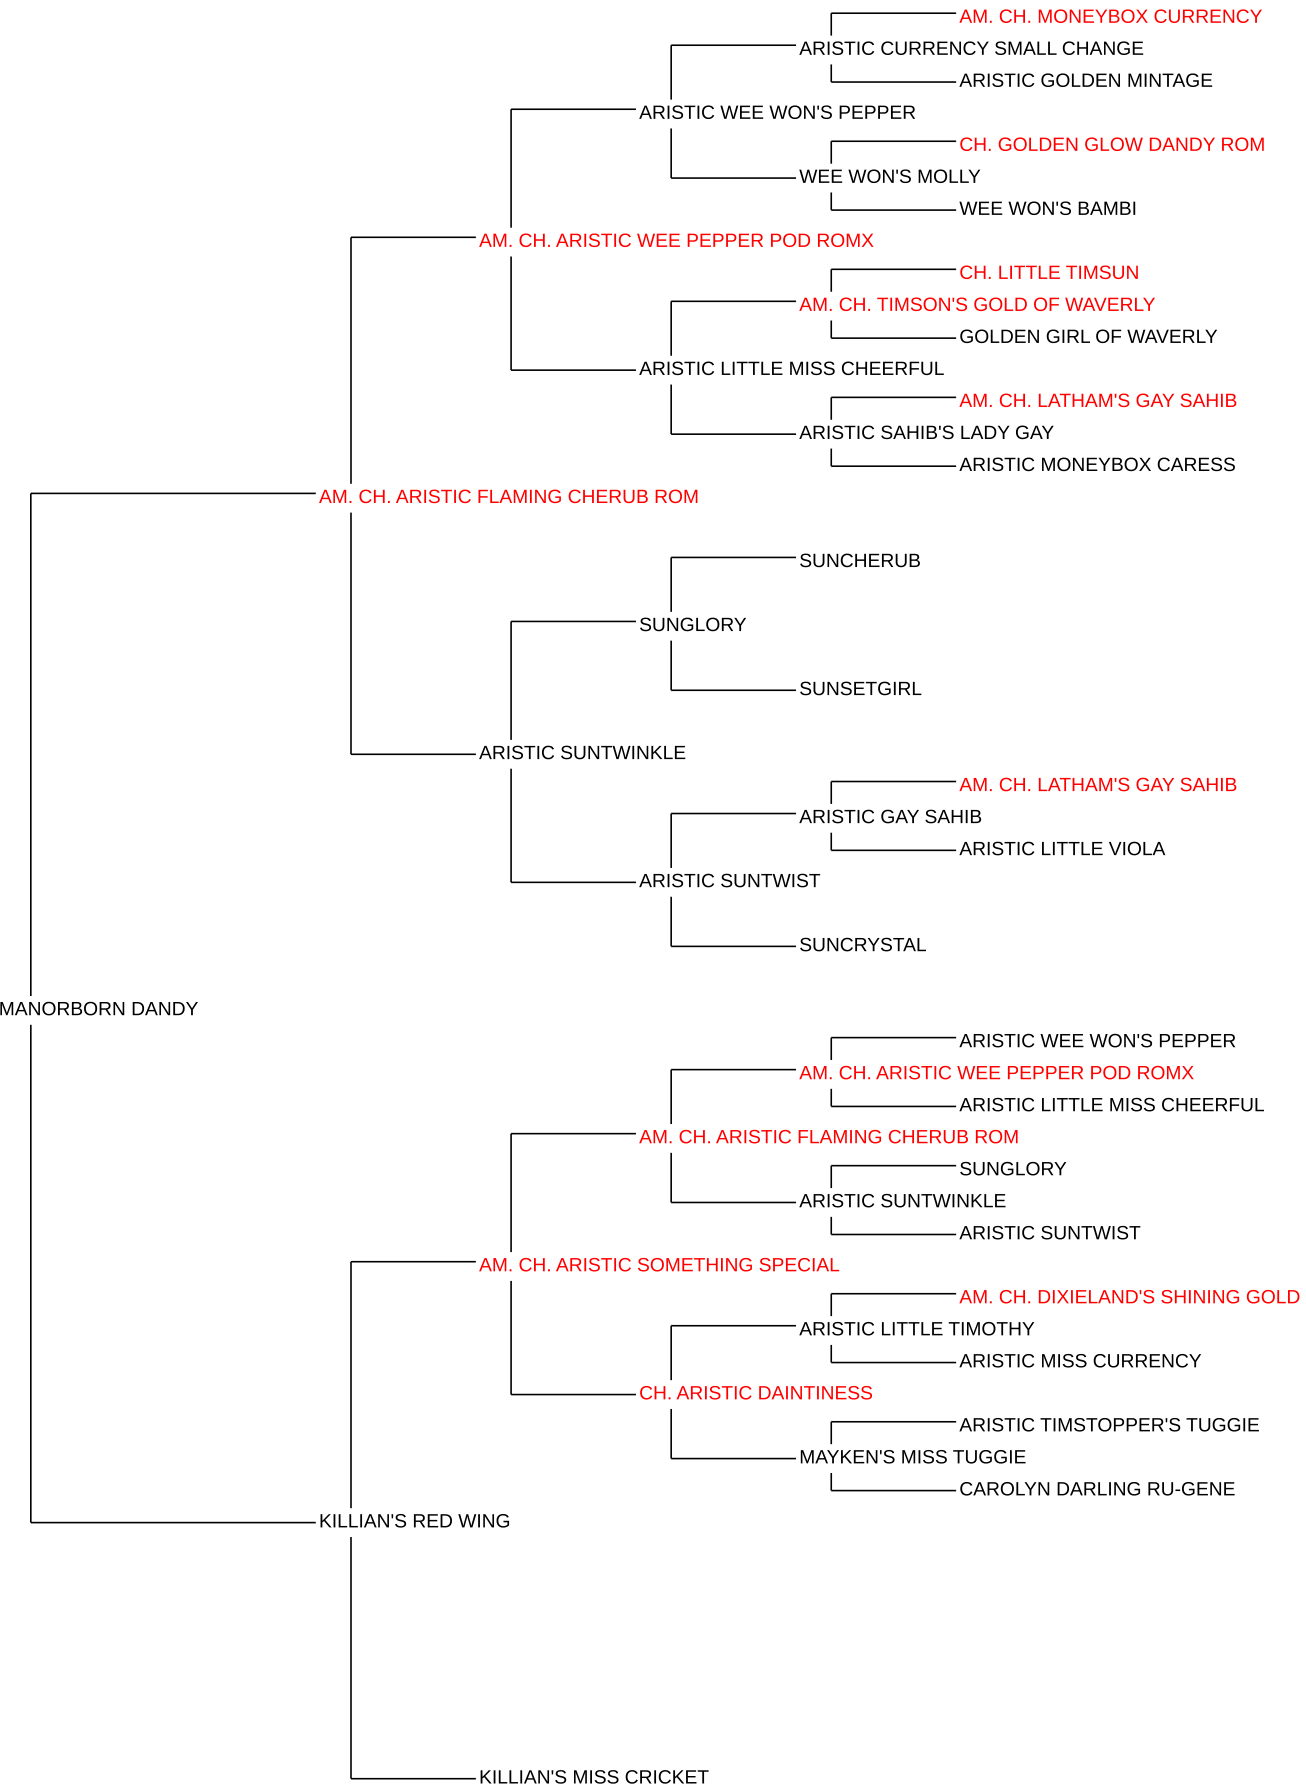 AM. CH. MONEYBOX CURRENCY
ARISTIC CURRENCY SMALL CHANGE
ARISTIC GOLDEN MINTAGE
ARISTIC WEE WON'S PEPPER
CH. GOLDEN GLOW DANDY ROM
WEE WON'S MOLLY
WEE WON'S BAMBI
AM. CH. ARISTIC WEE PEPPER POD ROMX
CH. LITTLE TIMSUN
AM. CH. TIMSON'S GOLD OF WAVERLY
GOLDEN GIRL OF WAVERLY
ARISTIC LITTLE MISS CHEERFUL
AM. CH. LATHAM'S GAY SAHIB
ARISTIC SAHIB'S LADY GAY
ARISTIC MONEYBOX CARESS
AM. CH. ARISTIC FLAMING CHERUB ROM
SUNCHERUB
SUNGLORY
SUNSETGIRL
ARISTIC SUNTWINKLE
AM. CH. LATHAM'S GAY SAHIB
ARISTIC GAY SAHIB
ARISTIC LITTLE VIOLA
ARISTIC SUNTWIST
SUNCRYSTAL
MANORBORN DANDY
ARISTIC WEE WON'S PEPPER
AM. CH. ARISTIC WEE PEPPER POD ROMX
ARISTIC LITTLE MISS CHEERFUL
AM. CH. ARISTIC FLAMING CHERUB ROM
SUNGLORY
ARISTIC SUNTWINKLE
ARISTIC SUNTWIST
AM. CH. ARISTIC SOMETHING SPECIAL
AM. CH. DIXIELAND'S SHINING GOLD
ARISTIC LITTLE TIMOTHY
ARISTIC MISS CURRENCY
CH. ARISTIC DAINTINESS
ARISTIC TIMSTOPPER'S TUGGIE
MAYKEN'S MISS TUGGIE
CAROLYN DARLING RU-GENE
KILLIAN'S RED WING
KILLIAN'S MISS CRICKET